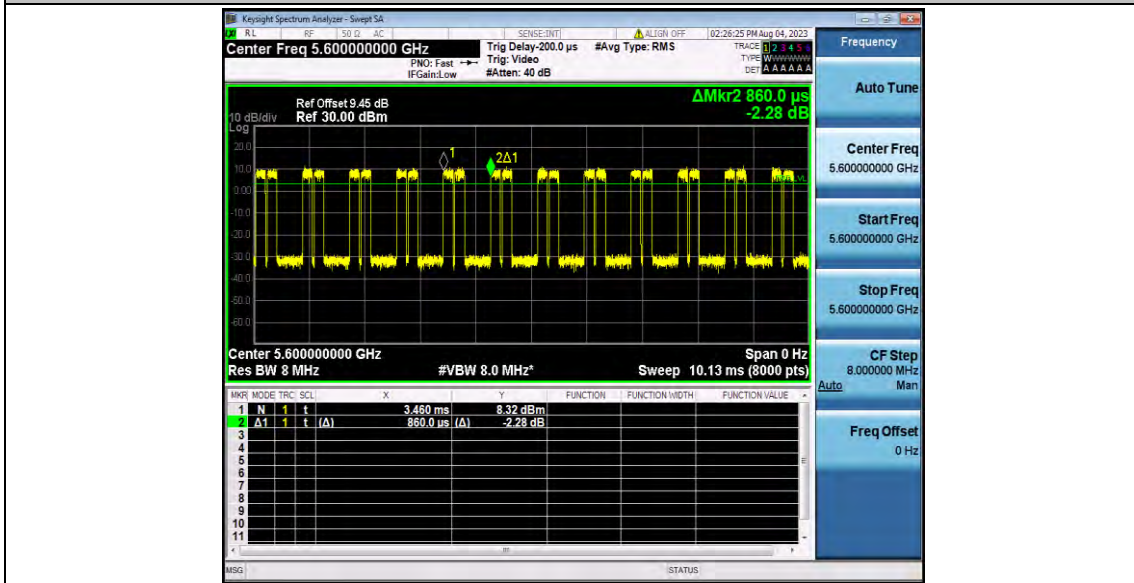 Keysight Spectrum Analyzer - Swept SA
RL RF 50 Ω AC SENSE:INT ALIGN OFF 02:26:25 PM Aug 04, 2023
Center Freq 5.600000000 GHz
PNO: Fast
IFGain:Low
Trig Delay-200.0 µs
Trig: Video
#Atten: 40 dB
#Avg Type: RMS
TRACE 1 2 3 4 5 6
TYPE W
DET A A A A A A
ΔMkr2 860.0 µs
-2.28 dB
Ref Offset 9.45 dB
10 dB/div Ref 30.00 dBm
Log
20.0
10.0
0.00
-10.0
-20.0
-30.0
-40.0
-50.0
-60.0
1
2Δ1
Center 5.600000000 GHz Span 0 Hz
Res BW 8 MHz #VBW 8.0 MHz* Sweep 10.13 ms (8000 pts)
MKR MODE TRC SCL X Y FUNCTION FUNCTION WIDTH FUNCTION VALUE
1 N 1 t 3.460 ms 8.32 dBm
2 Δ1 1 t (Δ) 860.0 µs (Δ) -2.28 dB
3
4
5
6
7
8
9
10
11
MSG STATUS
Frequency
Auto Tune
Center Freq
5.600000000 GHz
Start Freq
5.600000000 GHz
Stop Freq
5.600000000 GHz
CF Step
8.000000 MHz
Auto Man
Freq Offset
0 Hz